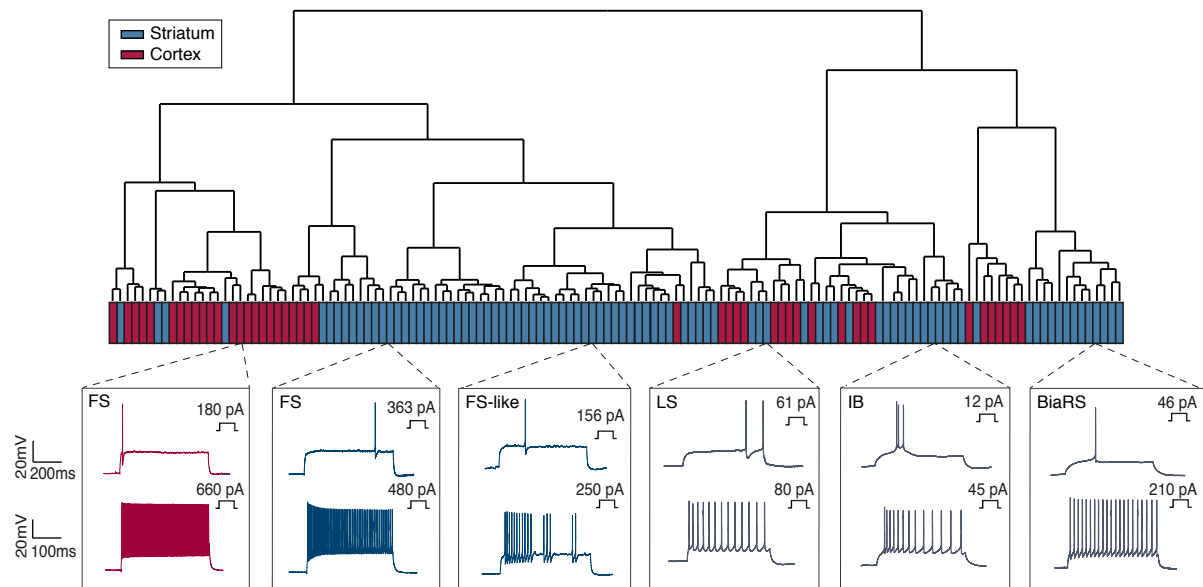 Striatum
Cortex
FS
180 pA
660 pA
FS
363 pA
480 pA
FS-like
156 pA
250 pA
LS
61 pA
80 pA
IB
12 pA
45 pA
BiaRS
46 pA
210 pA
20mV
200ms
20mV
100ms